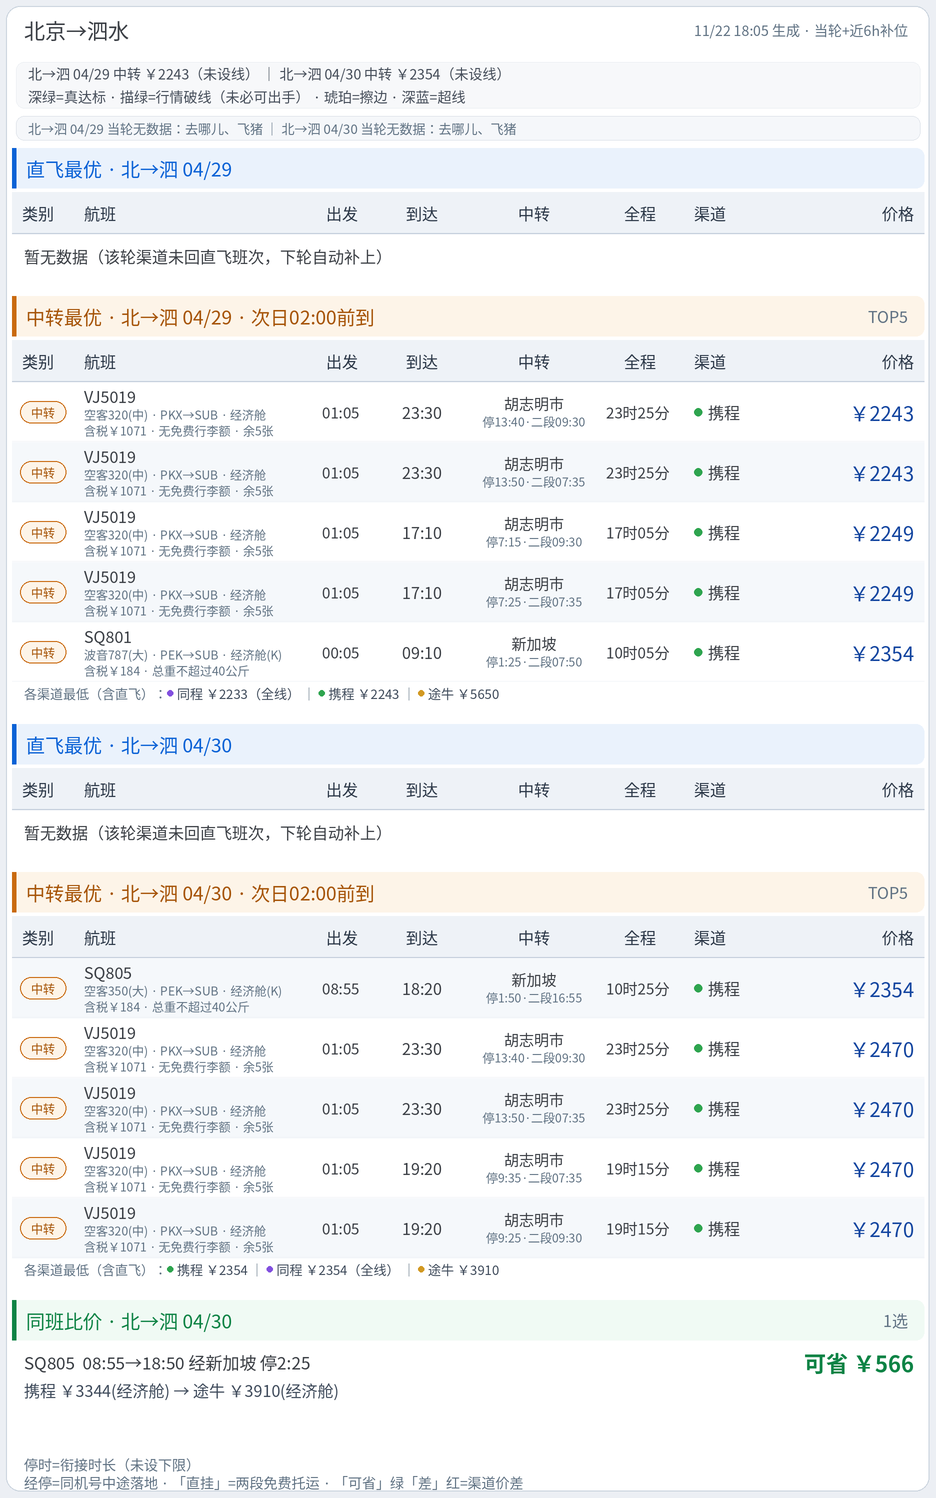 北京→泗水
11/22 18:05 生成 · 当轮+近6h补位
北→泗 04/29 中转 ￥2243（未设线） ｜ 北→泗 04/30 中转 ￥2354（未设线）
深绿=真达标 · 描绿=行情破线（未必可出手） · 琥珀=擦边 · 深蓝=超线
北→泗 04/29 当轮无数据：去哪儿、飞猪 ｜ 北→泗 04/30 当轮无数据：去哪儿、飞猪
直飞最优 · 北→泗 04/29
类别 航班 出发 到达 中转 全程 渠道 价格
暂无数据（该轮渠道未回直飞班次，下轮自动补上）
中转最优 · 北→泗 04/29 · 次日02:00前到 TOP5
类别 航班 出发 到达 中转 全程 渠道 价格
中转 VJ5019 01:05 23:30 胡志明市 23时25分 携程 ￥2243
空客320(中) · PKX→SUB · 经济舱 停13:40·二段09:30
含税￥1071 · 无免费行李额 · 余5张
中转 VJ5019 01:05 23:30 胡志明市 23时25分 携程 ￥2243
空客320(中) · PKX→SUB · 经济舱 停13:50·二段07:35
含税￥1071 · 无免费行李额 · 余5张
中转 VJ5019 01:05 17:10 胡志明市 17时05分 携程 ￥2249
空客320(中) · PKX→SUB · 经济舱 停7:15·二段09:30
含税￥1071 · 无免费行李额 · 余5张
中转 VJ5019 01:05 17:10 胡志明市 17时05分 携程 ￥2249
空客320(中) · PKX→SUB · 经济舱 停7:25·二段07:35
含税￥1071 · 无免费行李额 · 余5张
中转 SQ801 00:05 09:10 新加坡 10时05分 携程 ￥2354
波音787(大) · PEK→SUB · 经济舱(K) 停1:25·二段07:50
含税￥184 · 总重不超过40公斤
各渠道最低（含直飞）：同程 ￥2233（全线） ｜ 携程 ￥2243 ｜ 途牛 ￥5650
直飞最优 · 北→泗 04/30
类别 航班 出发 到达 中转 全程 渠道 价格
暂无数据（该轮渠道未回直飞班次，下轮自动补上）
中转最优 · 北→泗 04/30 · 次日02:00前到 TOP5
类别 航班 出发 到达 中转 全程 渠道 价格
中转 SQ805 08:55 18:20 新加坡 10时25分 携程 ￥2354
空客350(大) · PEK→SUB · 经济舱(K) 停1:50·二段16:55
含税￥184 · 总重不超过40公斤
中转 VJ5019 01:05 23:30 胡志明市 23时25分 携程 ￥2470
空客320(中) · PKX→SUB · 经济舱 停13:40·二段09:30
含税￥1071 · 无免费行李额 · 余5张
中转 VJ5019 01:05 23:30 胡志明市 23时25分 携程 ￥2470
空客320(中) · PKX→SUB · 经济舱 停13:50·二段07:35
含税￥1071 · 无免费行李额 · 余5张
中转 VJ5019 01:05 19:20 胡志明市 19时15分 携程 ￥2470
空客320(中) · PKX→SUB · 经济舱 停9:35·二段07:35
含税￥1071 · 无免费行李额 · 余5张
中转 VJ5019 01:05 19:20 胡志明市 19时15分 携程 ￥2470
空客320(中) · PKX→SUB · 经济舱 停9:25·二段09:30
含税￥1071 · 无免费行李额 · 余5张
各渠道最低（含直飞）：携程 ￥2354 ｜ 同程 ￥2354（全线） ｜ 途牛 ￥3910
同班比价 · 北→泗 04/30 1选
SQ805 08:55→18:50 经新加坡 停2:25 可省 ￥566
携程 ￥3344(经济舱) → 途牛 ￥3910(经济舱)
停时=衔接时长（未设下限）
经停=同机号中途落地 · 「直挂」=两段免费托运 · 「可省」绿「差」红=渠道价差